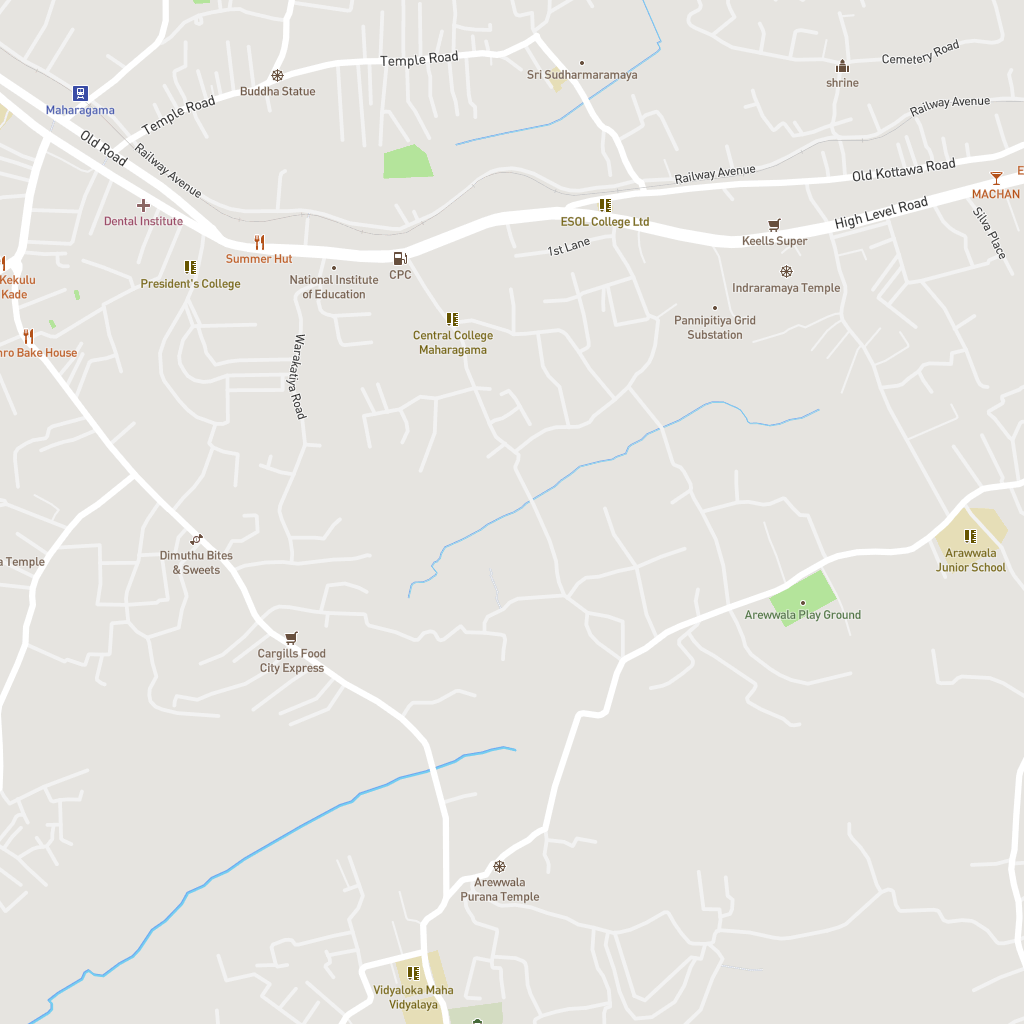 Temple Road
Cemetery Road
Sri Sudharmaramaya
shrine
Buddha Statue
Maharagama
Temple Road
Railway Avenue
Old Road
Railway Avenue
Railway Avenue
Old Kottawa Road
MACHAN
Dental Institute
ESOL College Ltd
High Level Road
Silva Place
Keells Super
1st Lane
Summer Hut
CPC
National Institute
of Education
President's College
Kekulu
Kade
Indraramaya Temple
Pannipitiya Grid
Substation
Central College
Maharagama
Bake House
Warakatiya Road
Dimuthu Bites
& Sweets
Temple
Arawwala
Junior School
Arewwala Play Ground
Cargills Food
City Express
Arewwala
Purana Temple
Vidyaloka Maha
Vidyalaya